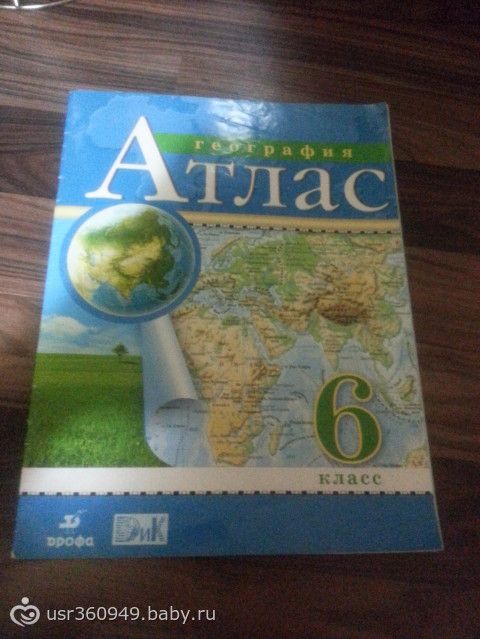 география
Атлас
6
класс
дрофа
ДиК
usr360949.baby.ru